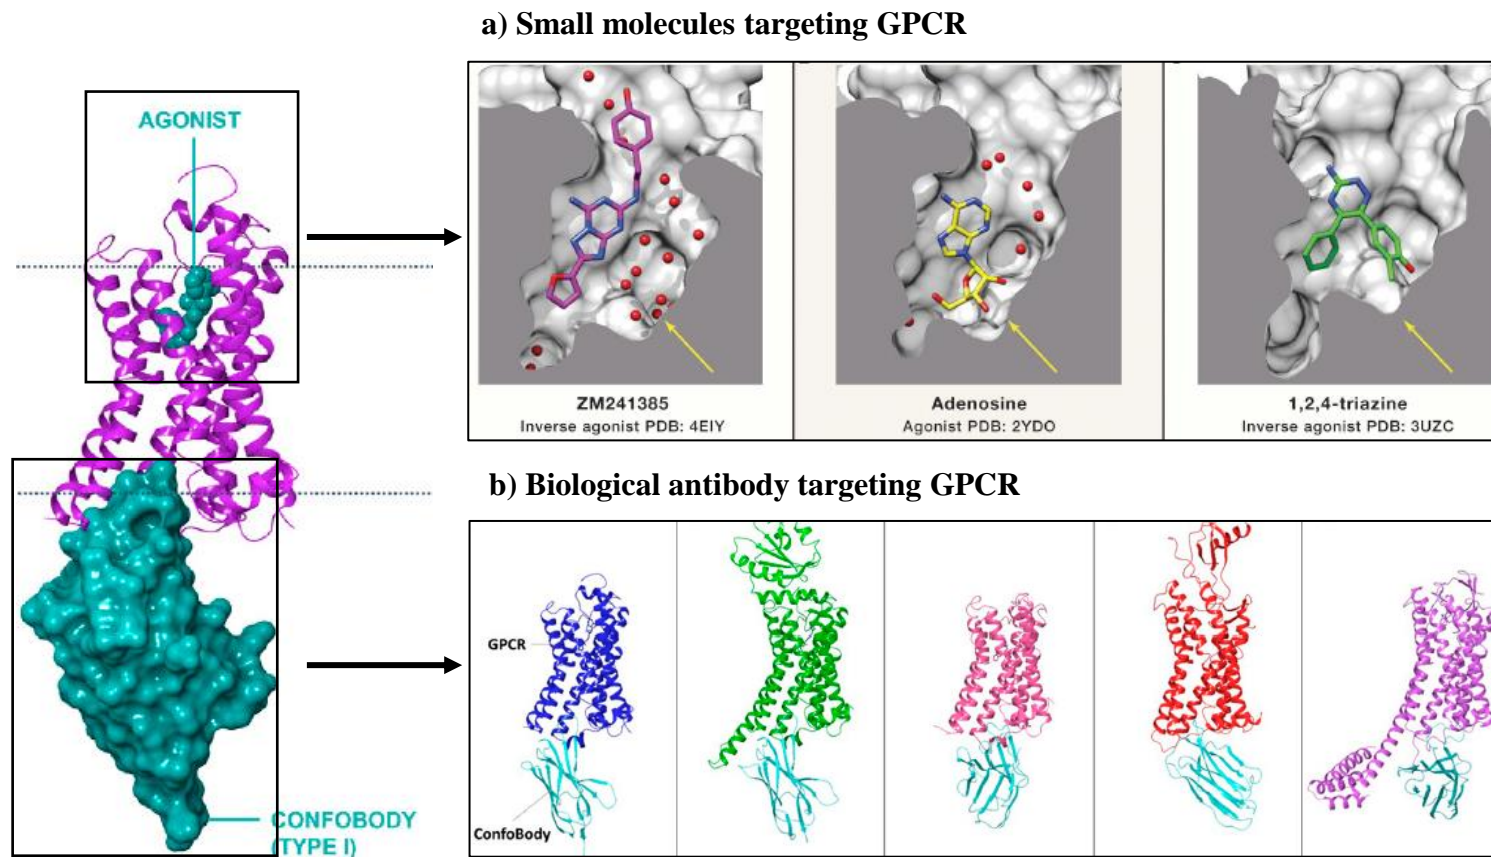 a) Small molecules targeting GPCR
AGONIST
ZM241385
Inverse agonist PDB: 4EIY
Adenosine
Agonist PDB: 2YDO
1,2,4-triazine
Inverse agonist PDB: 3UZC
b) Biological antibody targeting GPCR
GPCR
ConfoBody
CONFOBODY
(TYPE I)